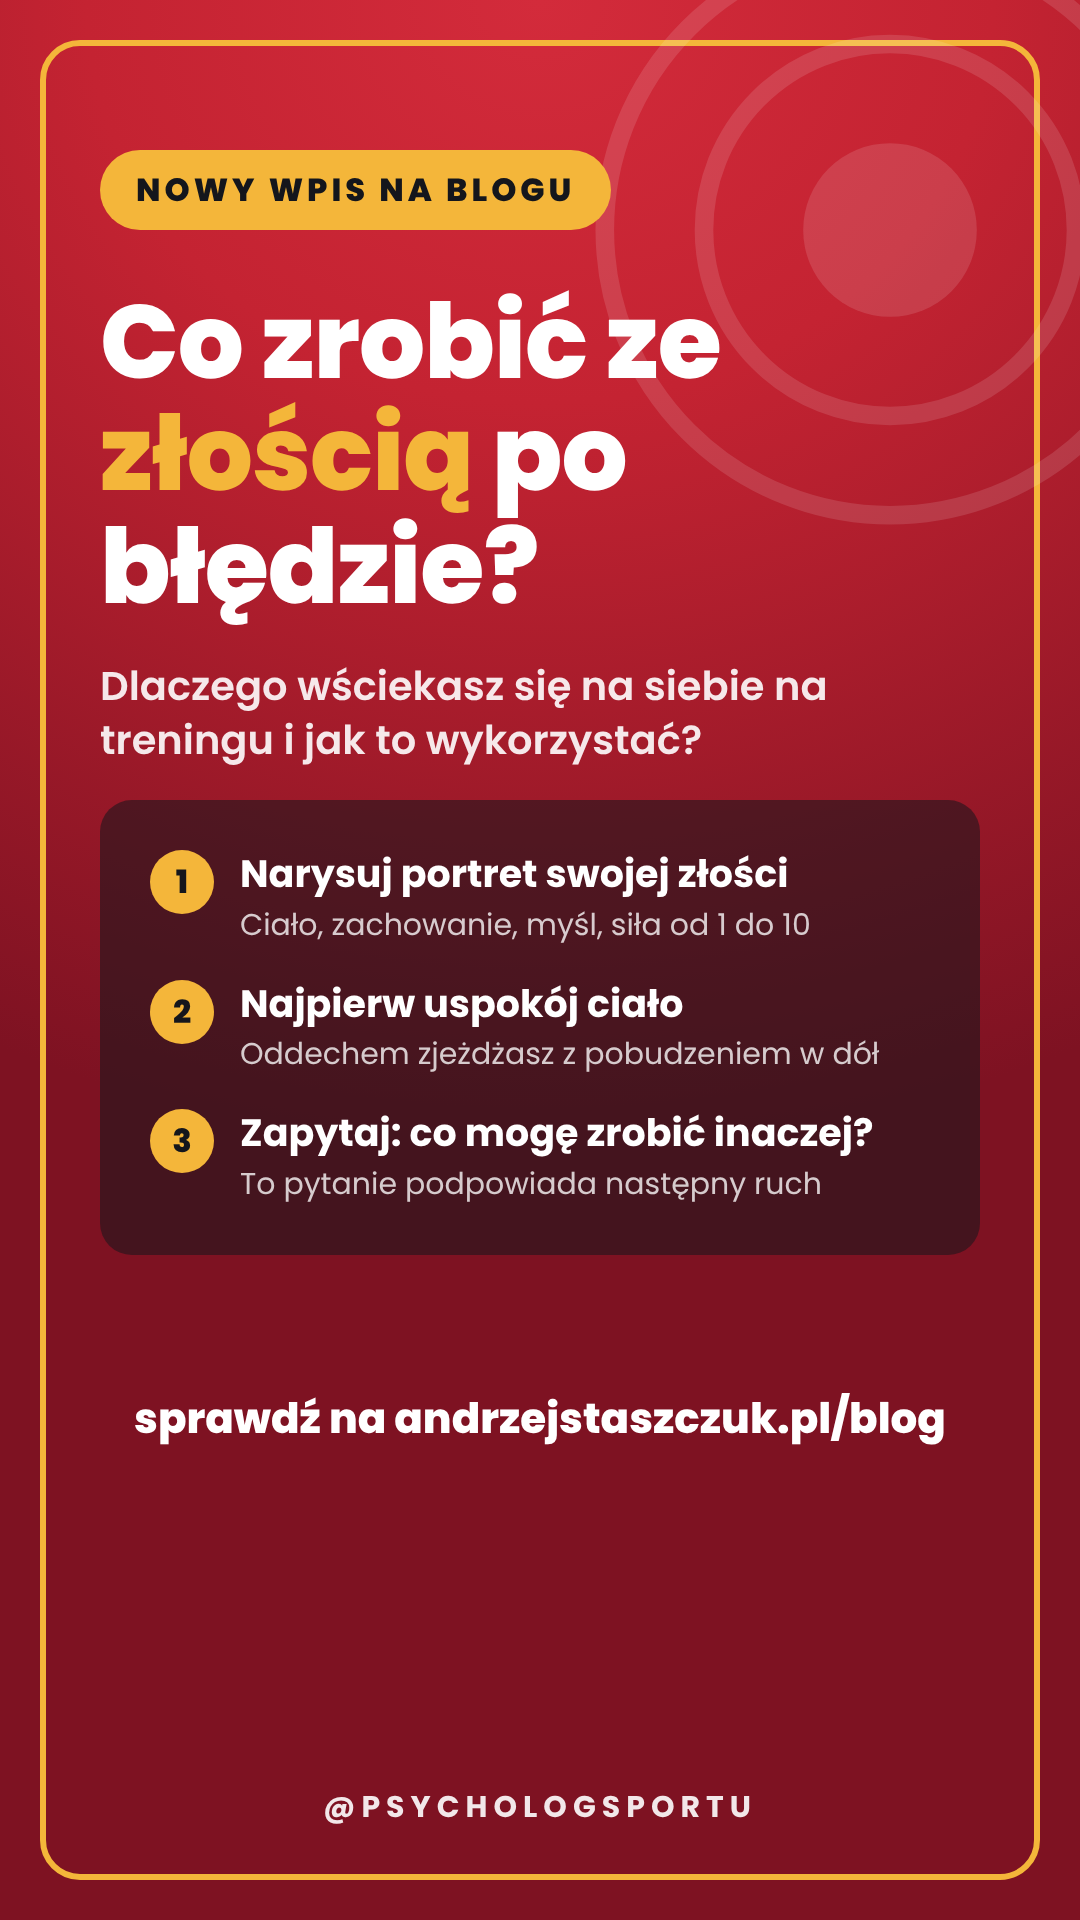 NOWY WPIS NA BLOGU
Co zrobić ze
złością po
błędzie?
Dlaczego wściekasz się na siebie na
treningu i jak to wykorzystać?
1
Narysuj portret swojej złości
Ciało, zachowanie, myśl, siła od 1 do 10
2
Najpierw uspokój ciało
Oddechem zjeżdżasz z pobudzeniem w dół
3
Zapytaj: co mogę zrobić inaczej?
To pytanie podpowiada następny ruch
sprawdź na andrzejstaszczuk.pl/blog
@PSYCHOLOGSPORTU